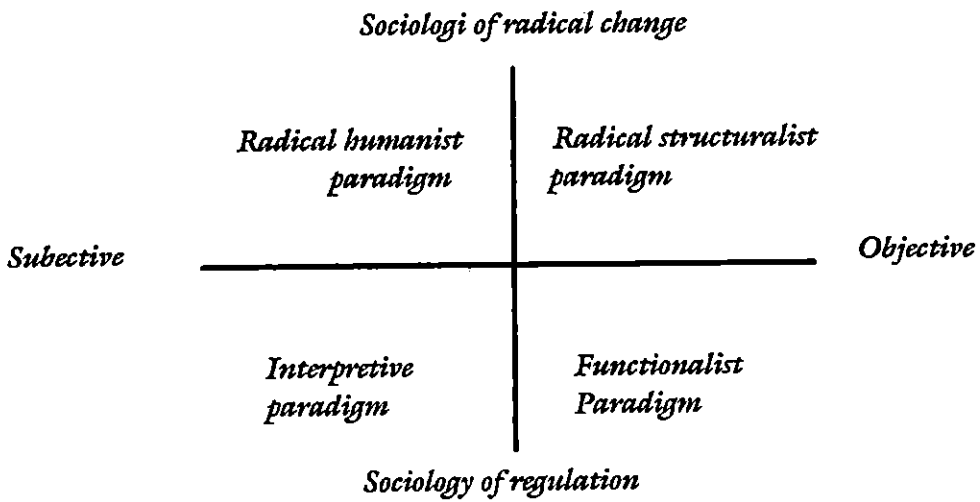 Sociologi of radical change
Radical humanist
paradigm
Radical structuralist
paradigm
Subective
Objective
Interpretive
paradigm
Functionalist
Paradigm
Sociology of regulation